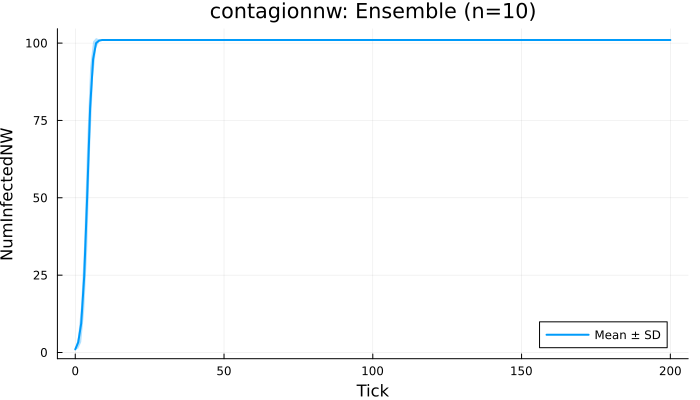 contagionnw: Ensemble (n=10)
NumInfectedNW
100
75
50
25
0
Mean ± SD
0 50 100 150 200
Tick